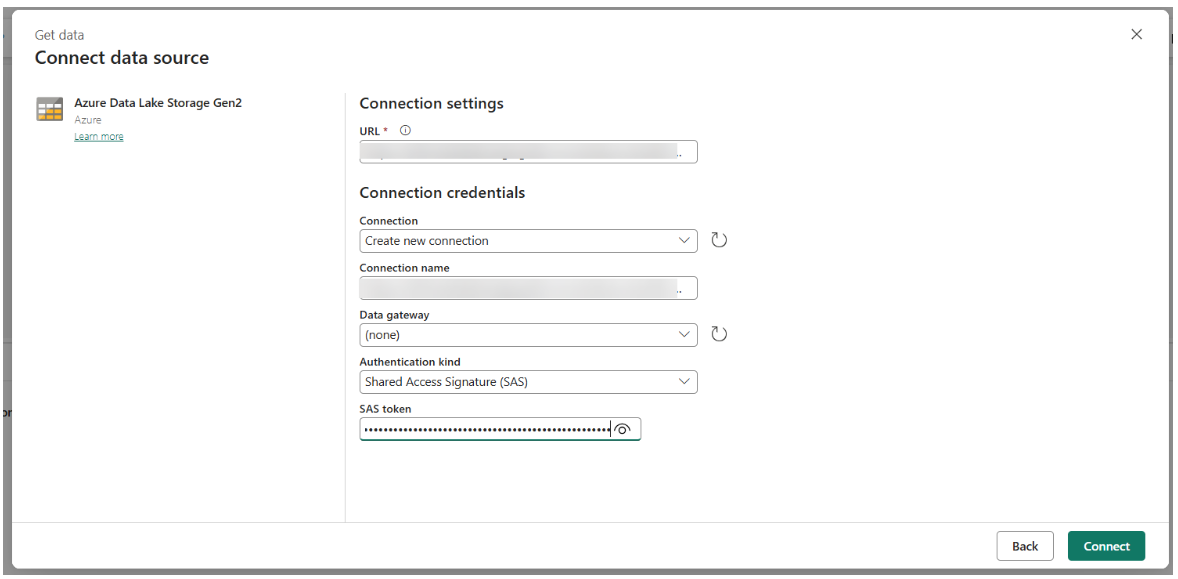 Get data
Connect data source
Azure Data Lake Storage Gen2
Azure
Learn more
Connection settings
URL *
Connection credentials
Connection
Create new connection
Connection name
Data gateway
(none)
Authentication kind
Shared Access Signature (SAS)
SAS token
Back
Connect